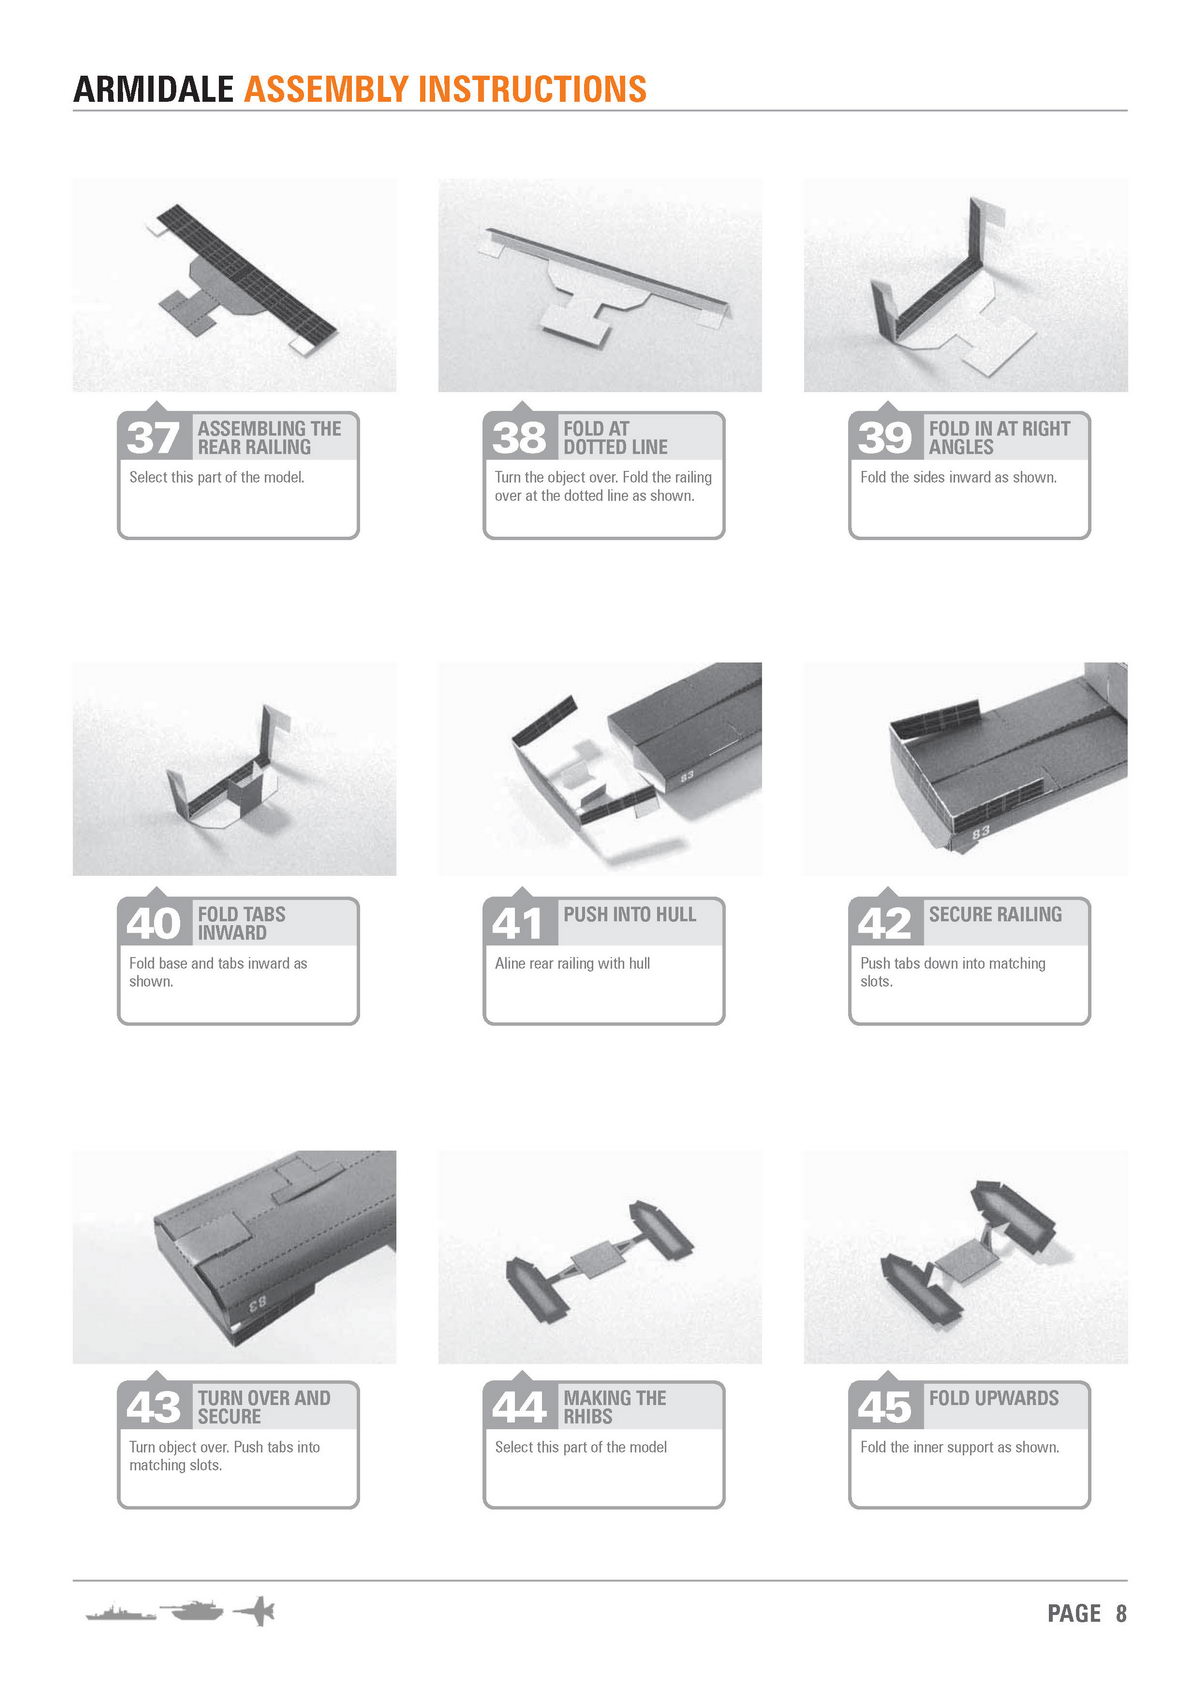 ARMIDALE ASSEMBLY INSTRUCTIONS
37
ASSEMBLING THE
REAR RAILING
Select this part of the model.
38
FOLD AT
DOTTED LINE
Turn the object over. Fold the railing
over at the dotted line as shown.
39
FOLD IN AT RIGHT
ANGLES
Fold the sides inward as shown.
83
83
40
FOLD TABS
INWARD
Fold base and tabs inward as
shown.
41
PUSH INTO HULL
Aline rear railing with hull
42
SECURE RAILING
Push tabs down into matching
slots.
83
43
TURN OVER AND
SECURE
Turn object over. Push tabs into
matching slots.
44
MAKING THE
RHIBS
Select this part of the model
45
FOLD UPWARDS
Fold the inner support as shown.
PAGE 8